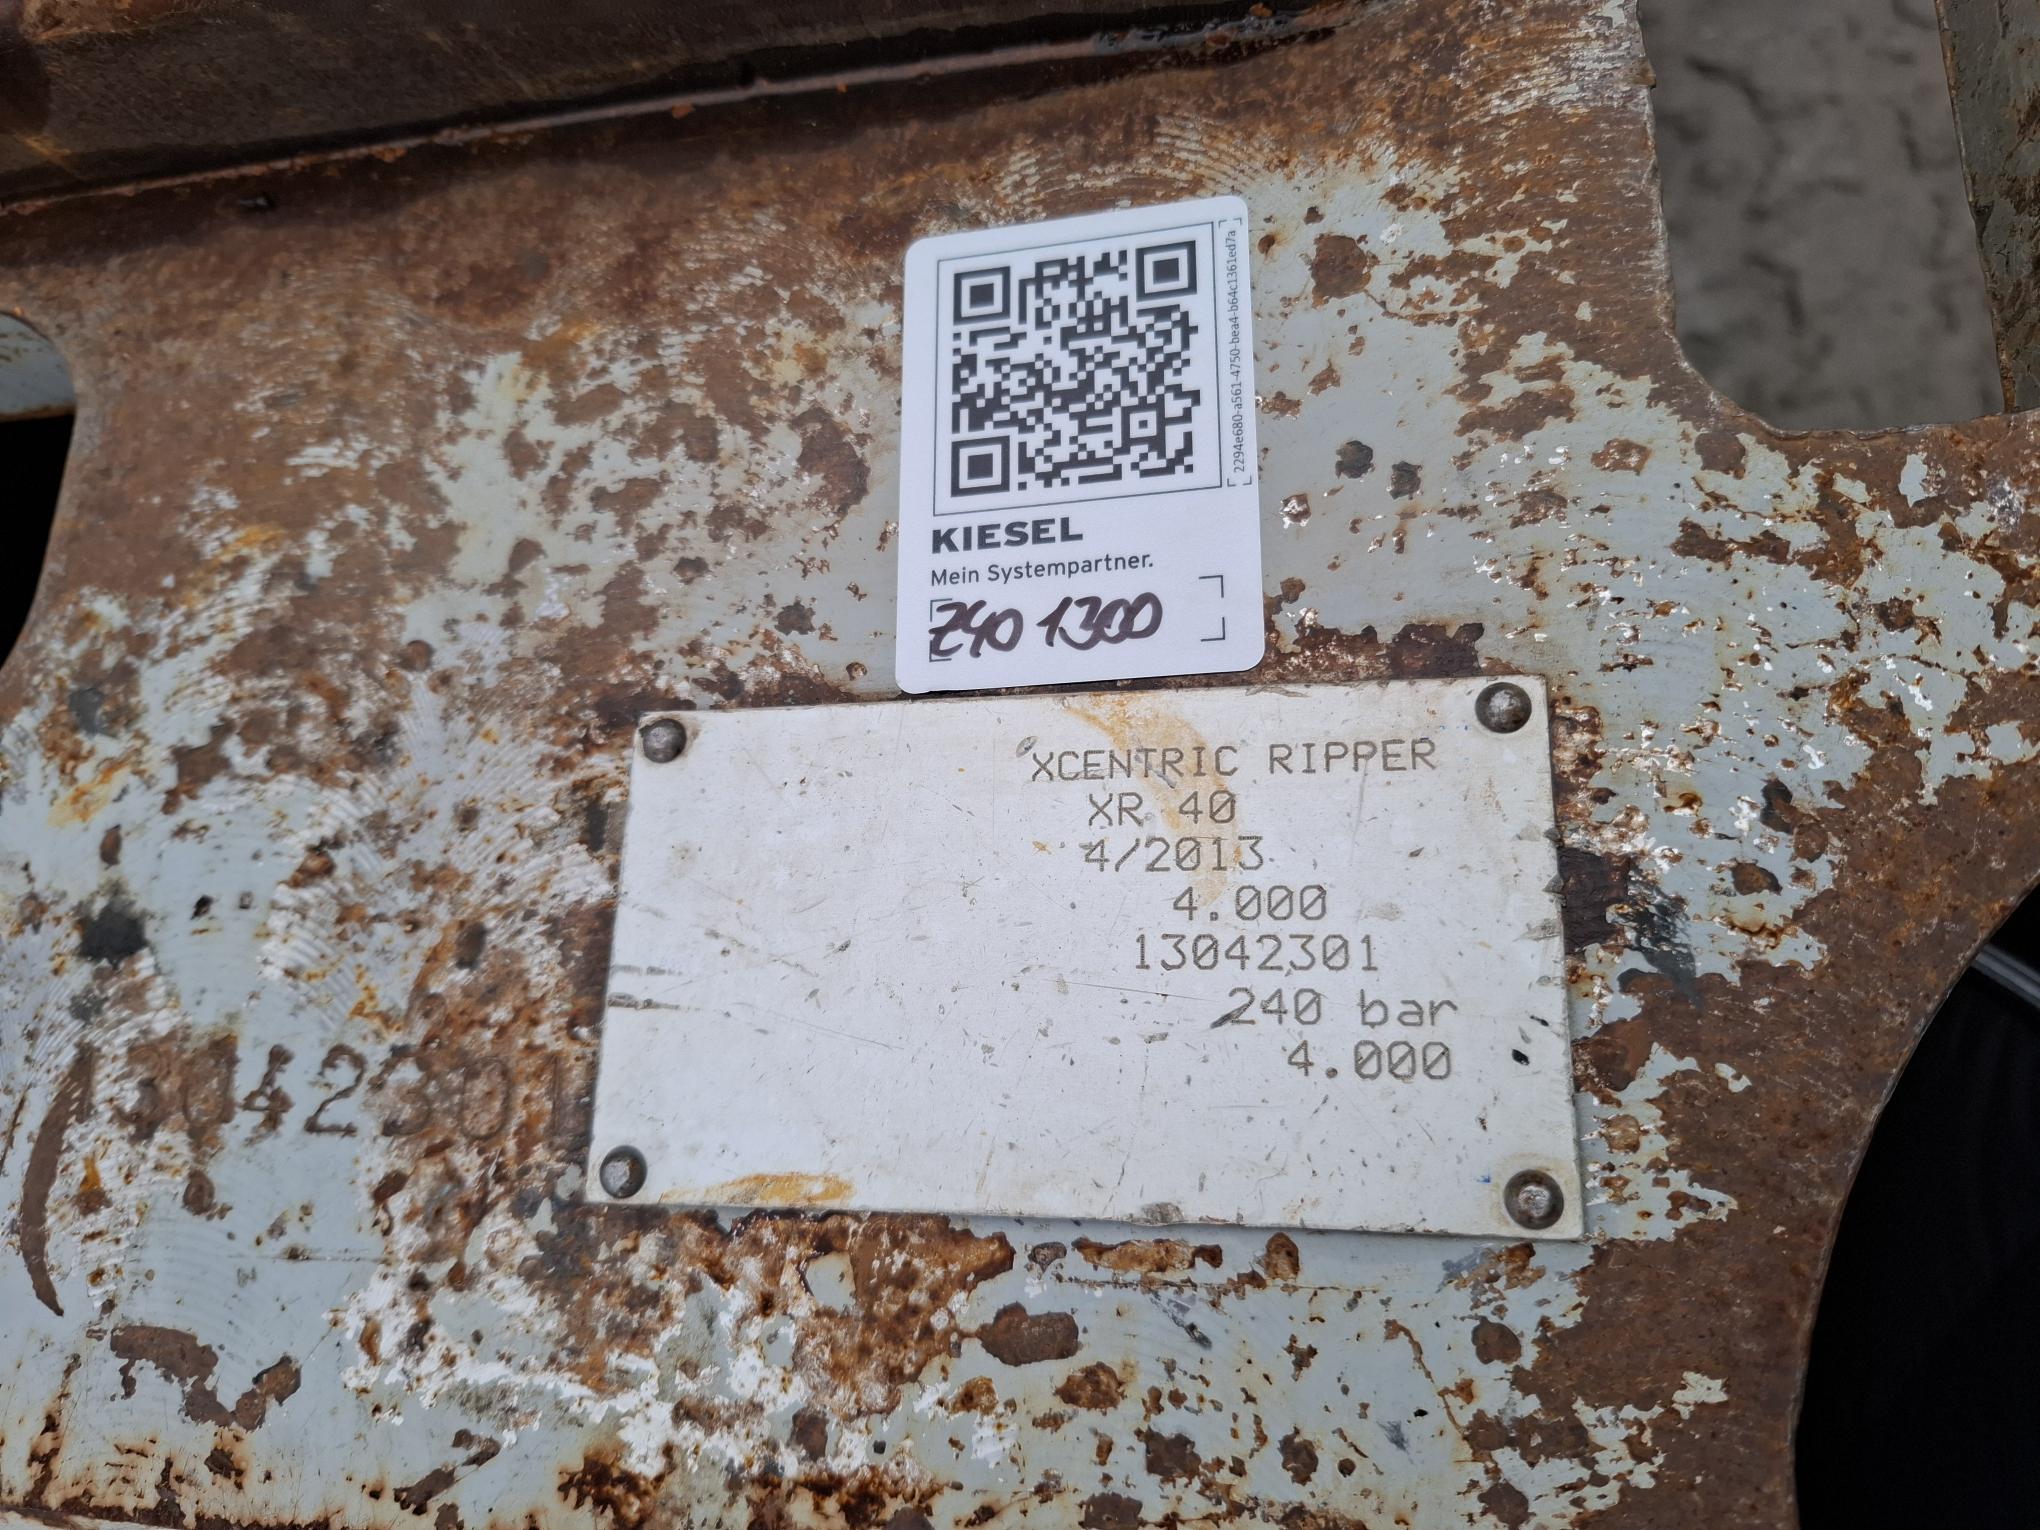 2294e680-a561-4750-bea4-b64c1361ed7a
KIESEL
Mein Systempartner.
Z40 1300
XCENTRIC RIPPER
XR 40
4/2013
4.000
13042301
240 bar
4.000
13042301